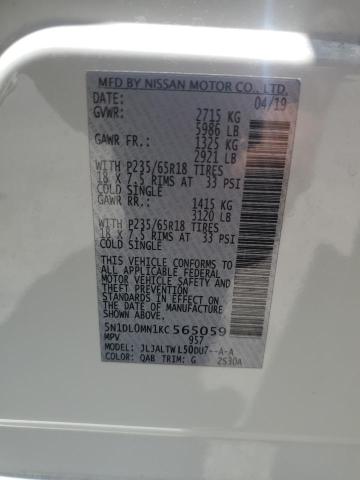 MFD BY NISSAN MOTOR CO., LTD.
DATE: 04/19
GVWR: 2715 KG
5986 LB
GAWR FR.: 1325 KG
2921 LB
WITH P235/65R18 TIRES
18 X 7.5 RIMS AT 33 PSI
COLD SINGLE
GAWR RR.: 1415 KG
3120 LB
WITH P235/65R18 TIRES
18 X 7.5 RIMS AT 33 PSI
COLD SINGLE
THIS VEHICLE CONFORMS TO ALL
APPLICABLE FEDERAL
MOTOR VEHICLE SAFETY
AND THEFT PREVENTION
STANDARDS IN EFFECT
ON THE DATE OF
MANUFACTURE SHOWN ABOVE.
5N1DL0MN1KC565059
MPV 957
MODEL: JLJALTWL50DU7--A-A
COLOR: QAB TRIM: G 2530A